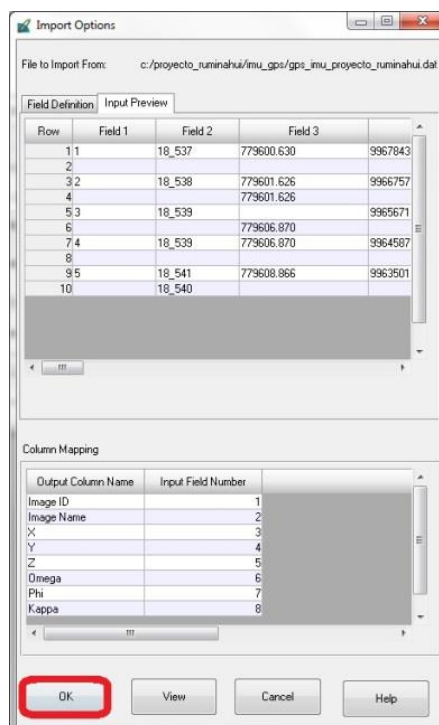 Import Options
File to Import From: c:/proyecto_ruminahui/imu_gps/gps_imu_proyecto_ruminahui.dat
Field Definition Input Preview
Row Field 1 Field 2 Field 3
1 1 18_537 779600.630 9967843
2
3 2 18_538 779601.626 9966757
4 779601.626
5 3 18_539 9965671
6 779606.870
7 4 18_539 779606.870 9964587
8
9 5 18_541 779608.866 9963501
10 18_540
Column Mapping
Output Column Name Input Field Number
Image ID 1
Image Name 2
X 3
Y 4
Z 5
Omega 6
Phi 7
Kappa 8
OK View Cancel Help